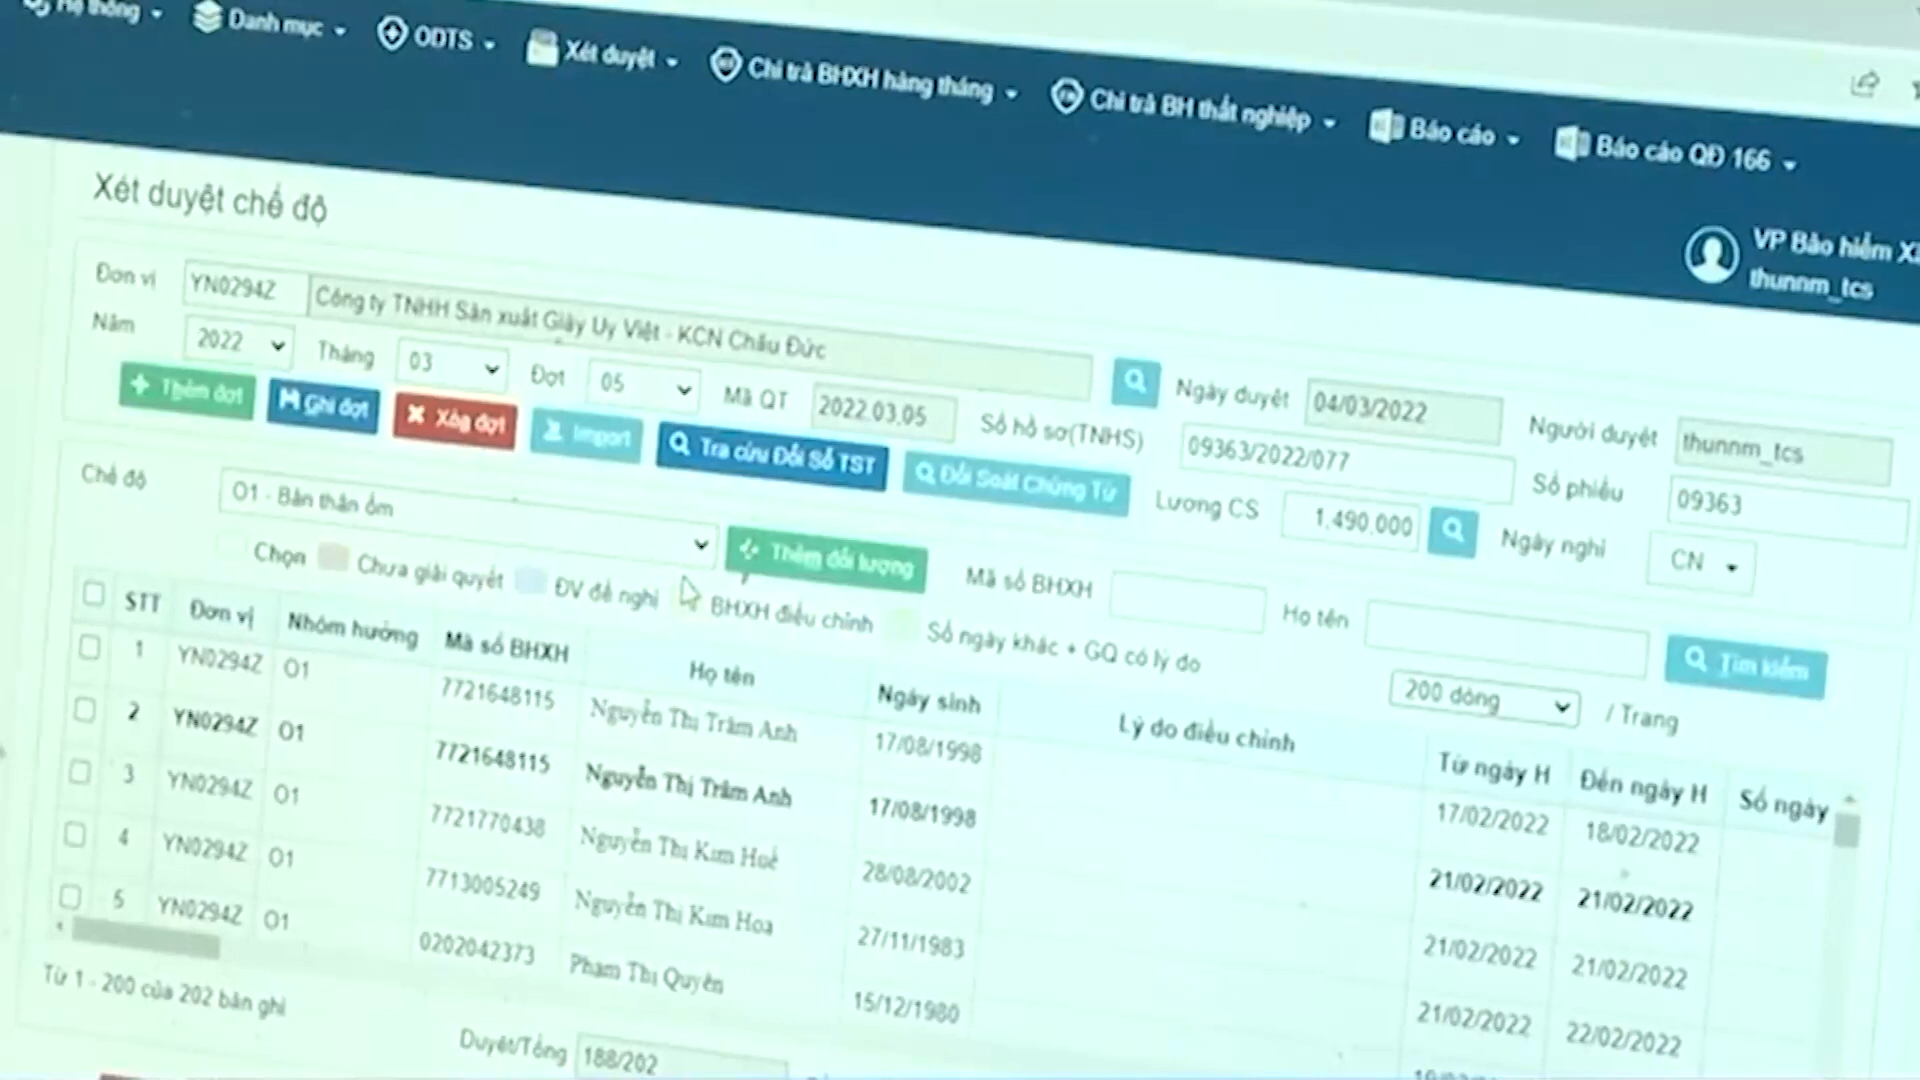 Hệ thống Danh mục ODTS Xét duyệt Chi trả BHXH hàng tháng Chi trả BH thất nghiệp Báo cáo Báo cáo QĐ 166
VP Bảo hiểm
thunnm_tcs
Xét duyệt chế độ
Đơn vị YN0294Z Công ty TNHH Sản xuất Giày Uy Việt - KCN Châu Đức Ngày duyệt 04/03/2022 Người duyệt thunnm_tcs
Năm 2022 Tháng 03 Đợt 05 Mã QT 2022.03.05 Số hồ sơ(TNHS) 09363/2022/077 Số phiếu 09363
Thêm đợt Ghi đợt Xóa đợt Import Tra cứu Đổi Sổ TST Đối Soát Chứng Từ Lương CS 1.490.000 Ngày nghỉ CN
Chế độ O1 - Bản thân ốm Thêm đối tượng Mã số BHXH Họ tên Tìm kiếm
Chọn Chưa giải quyết ĐV đề nghị BHXH điều chỉnh Số ngày khác + GQ có lý do 200 dòng / Trang
STT Đơn vị Nhóm hưởng Mã số BHXH Họ tên Ngày sinh Lý do điều chỉnh Từ ngày H Đến ngày H Số ngày
1 YN0294Z O1 7721648115 Nguyễn Thị Trâm Anh 17/08/1998 17/02/2022 18/02/2022
2 YN0294Z O1 7721648115 Nguyễn Thị Trâm Anh 17/08/1998 21/02/2022 21/02/2022
3 YN0294Z O1 7721770438 Nguyễn Thị Kim Huế 28/08/2002 21/02/2022 21/02/2022
4 YN0294Z O1 7713005249 Nguyễn Thị Kim Hoa 27/11/1983 21/02/2022 22/02/2022
5 YN0294Z O1 0202042373 Phạm Thị Quyên 15/12/1980
Từ 1 - 200 của 202 bản ghi
Duyệt/Tổng 188/202